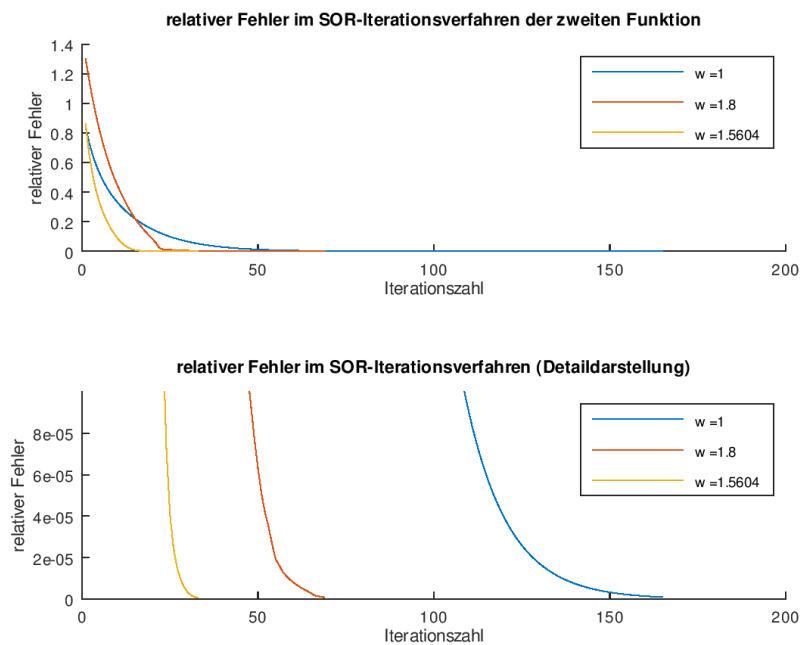 relativer Fehler im SOR-Iterationsverfahren der zweiten Funktion
1.4
1.2
1
0.8
0.6
0.4
0.2
0
relativer Fehler
w =1
w =1.8
w =1.5604
0
50
100
150
200
Iterationszahl
relativer Fehler im SOR-Iterationsverfahren (Detaildarstellung)
8e-05
6e-05
4e-05
2e-05
0
relativer Fehler
w =1
w =1.8
w =1.5604
0
50
100
150
200
Iterationszahl